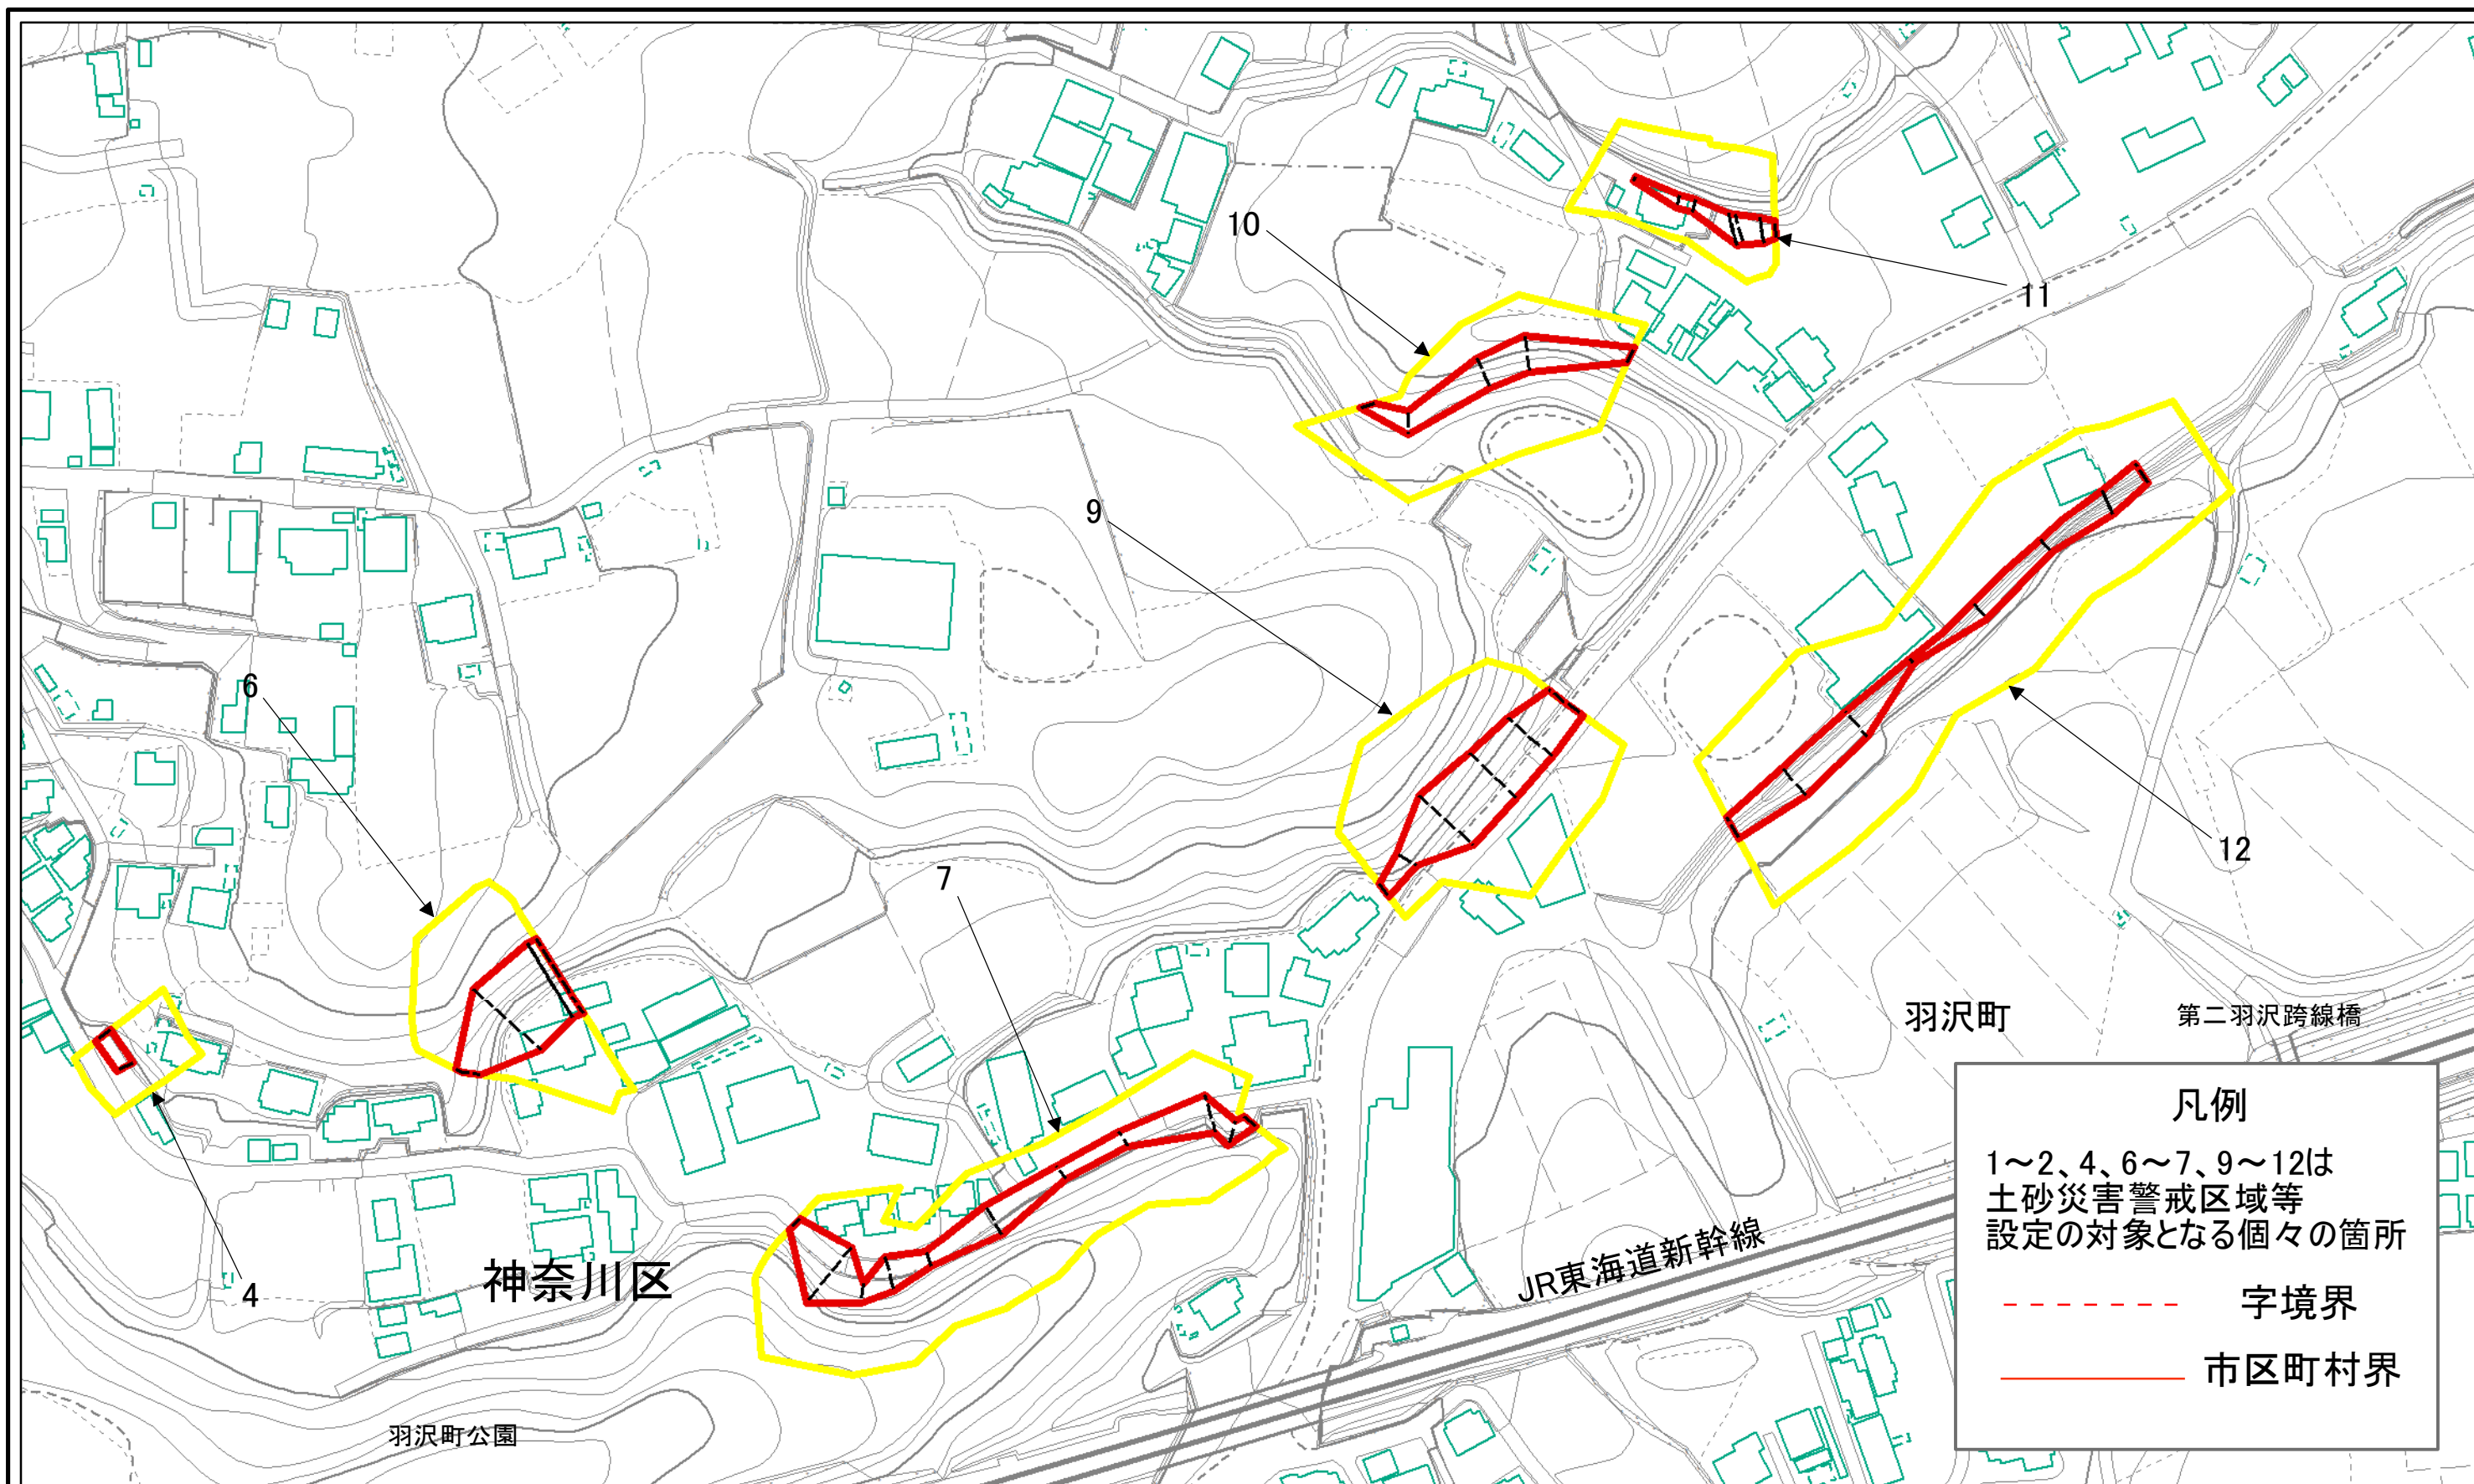 10
11
9
6
12
7
羽沢町
第二羽沢跨線橋
凡例
1～2、4、6～7、9～12は
土砂災害警戒区域等
設定の対象となる個々の箇所
字境界
市区町村界
JR東海道新幹線
神奈川区
4
羽沢町公園